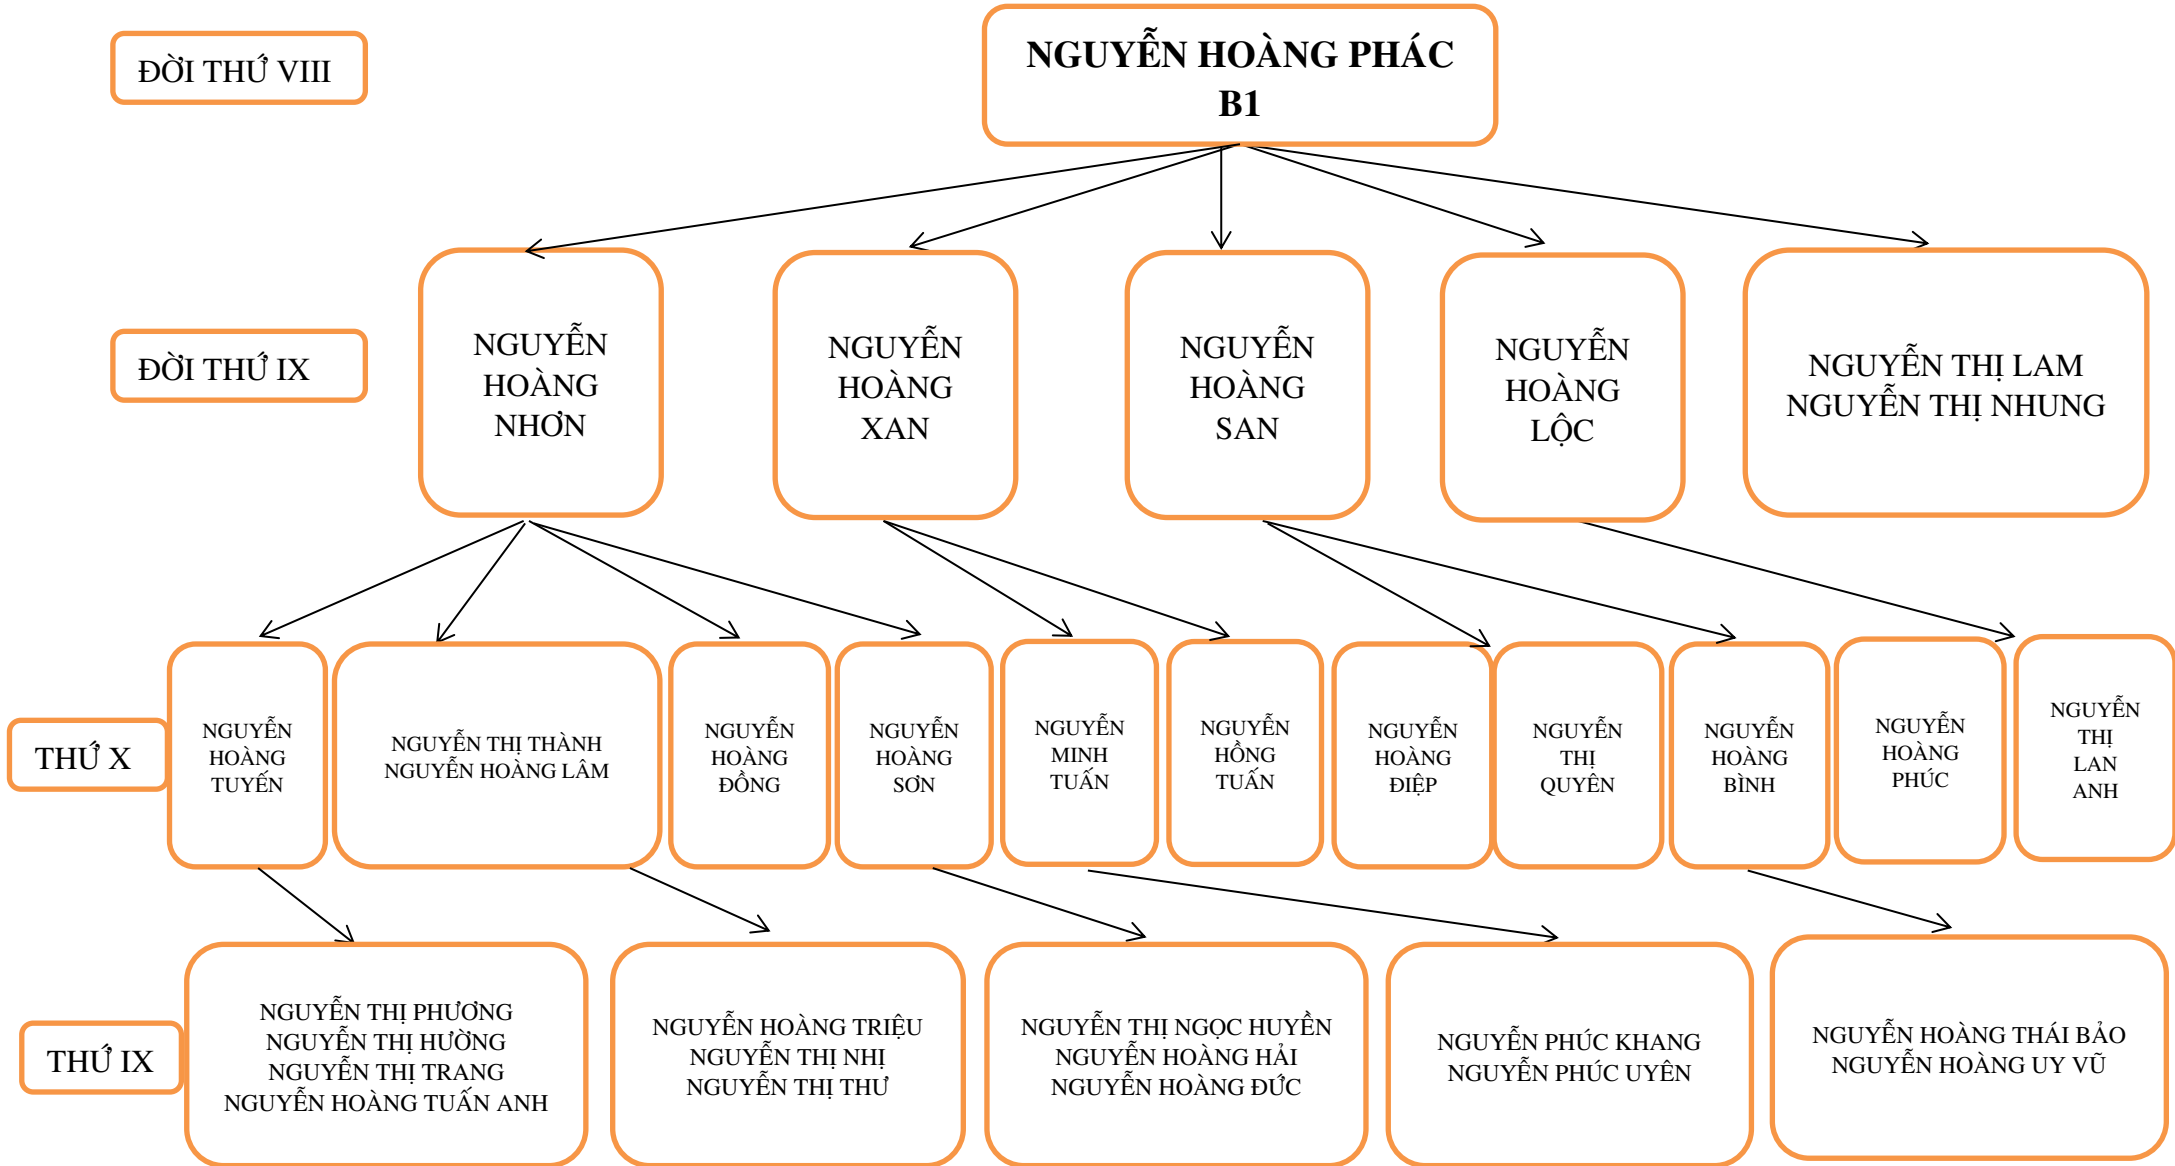 ĐỜI THỨ VIII
NGUYỄN HOÀNG PHÁC
B1
ĐỜI THỨ IX
NGUYỄN
HOÀNG
NHƠN
NGUYỄN
HOÀNG
XAN
NGUYỄN
HOÀNG
SAN
NGUYỄN
HOÀNG
LỘC
NGUYỄN THỊ LAM
NGUYỄN THỊ NHUNG
THỨ X
NGUYỄN
HOÀNG
TUYẾN
NGUYỄN THỊ THÀNH
NGUYỄN HOÀNG LÂM
NGUYỄN
HOÀNG
ĐỒNG
NGUYỄN
HOÀNG
SƠN
NGUYỄN
MINH
TUẤN
NGUYỄN
HỒNG
TUẤN
NGUYỄN
HOÀNG
ĐIỆP
NGUYỄN
THỊ
QUYÊN
NGUYỄN
HOÀNG
BÌNH
NGUYỄN
HOÀNG
PHÚC
NGUYỄN
THỊ
LAN
ANH
THỨ IX
NGUYỄN THỊ PHƯƠNG
NGUYỄN THỊ HƯỜNG
NGUYỄN THỊ TRANG
NGUYỄN HOÀNG TUẤN ANH
NGUYỄN HOÀNG TRIỆU
NGUYỄN THỊ NHỊ
NGUYỄN THỊ THƯ
NGUYỄN THỊ NGỌC HUYỀN
NGUYỄN HOÀNG HẢI
NGUYỄN HOÀNG ĐỨC
NGUYỄN PHÚC KHANG
NGUYỄN PHÚC UYÊN
NGUYỄN HOÀNG THÁI BẢO
NGUYỄN HOÀNG UY VŨ